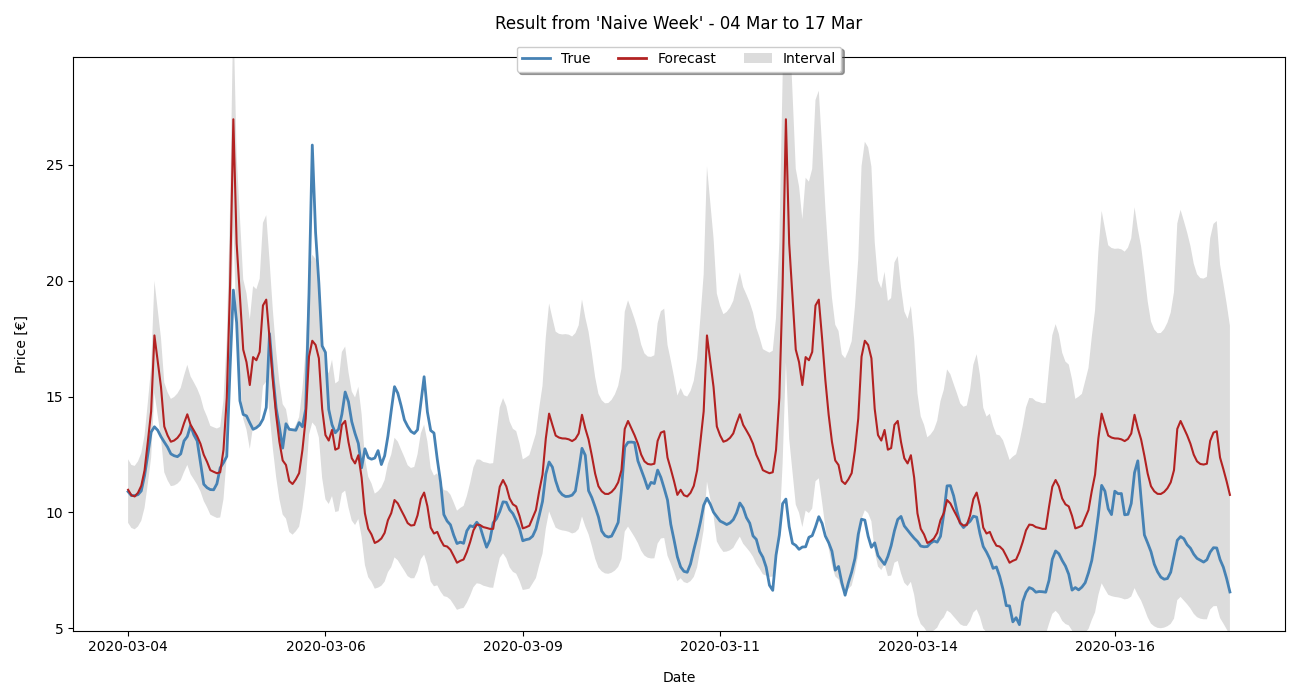 Result from 'Naive Week' - 04 Mar to 17 Mar
True Forecast Interval
25
20
15
10
5
Price [€]
2020-03-04 2020-03-06 2020-03-09 2020-03-11 2020-03-14 2020-03-16
Date